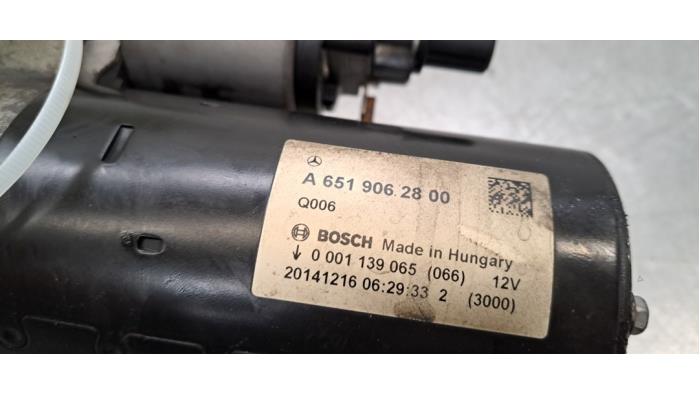 A 651 906 28 00
Q006
BOSCH Made in Hungary
0 001 139 065 (066) 12V
20141216 06:29:33 2 (3000)